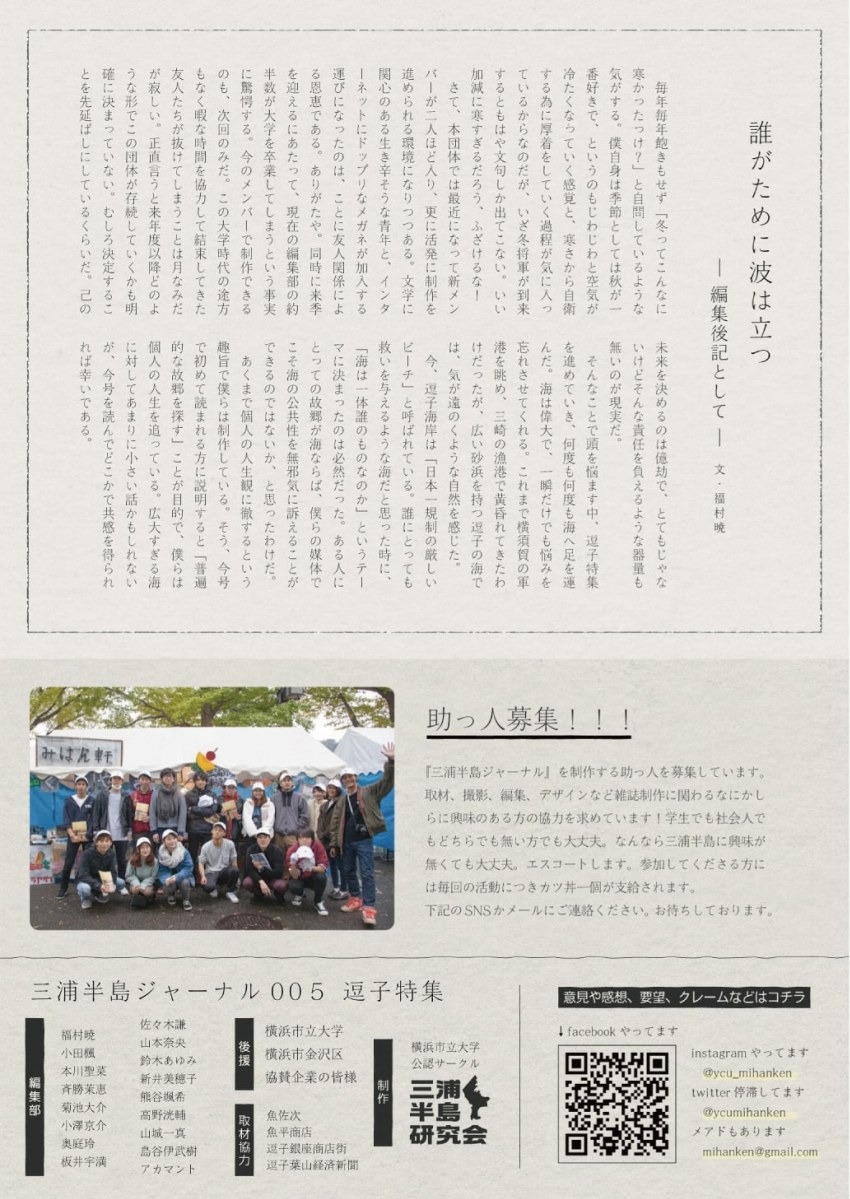 誰がために波は立つ
― 編集後記として ― 文・福村暁
毎年毎年飽きもせず「冬ってこんなに
寒かったっけ?」と自問しているような
気がする。僕自身は季節としては秋が一
番好きで、というのもじわじわと空気が
冷たくなっていく感覚と、寒さから自衛
する為に厚着をしていく過程が気に入っ
ているからなのだが、いざ冬将軍が到来
するともはや文句しか出てこない。いい
加減に寒すぎるだろう、ふざけるな!
さて、本団体では最近になって新メン
バーが二人ほど入り、更に活発に制作を
進められる環境になりつつある。文学に
関心のある生き辛そうな青年と、インタ
ーネットにドップリなメガネが加入する
運びになったのは、ことに友人関係によ
る恩恵である。ありがたや。同時に来季
を迎えるにあたって、現在の編集部の約
半数が大学を卒業してしまうという事実
に驚愕する。今のメンバーで制作できる
のも、次回のみだ。この大学時代の途方
もなく暇な時間を協力して結束してきた
友人たちが抜けてしまうことは月なみだ
が寂しい。正直言うと来年度以降どのよ
うな形でこの団体が存続していくかも明
確に決まっていない。むしろ決定するこ
とを先延ばしにしているくらいだ。己の
未来を決めるのは億劫で、とてもじゃな
いけどそんな責任を負えるような器量も
無いのが現実だ。
そんなことで頭を悩ます中、逗子特集
を進めていき、何度も何度も海へ足を運
んだ。海は偉大で、一瞬だけでも悩みを
忘れさせてくれる。これまで横須賀の軍
港を眺め、三崎の漁港で黄昏れてきたわ
けだったが、広い砂浜を持つ逗子の海で
は、気が遠のくような自然を感じた。
今、逗子海岸は「日本一規制の厳しい
ビーチ」と呼ばれている。誰にとっても
救いを与えるような海だと思った時に、
「海は一体誰のものなのか」というテー
マに決まったのは必然だった。ある人に
とっての故郷が海ならば、僕らの媒体で
こそ海の公共性を無邪気に訴えることが
できるのではないか、と思ったわけだ。
あくまで個人の人生観に徹するという
趣旨で僕らは制作している。そう、今号
で初めて読まれる方に説明すると「普遍
的な故郷を探す」ことが目的で、僕らは
個人の人生を追っている。広大すぎる海
に対してあまりに小さい話かもしれない
が、今号を読んでどこかで共感を得られ
れば幸いである。
みはん軒
助っ人募集!!!
『三浦半島ジャーナル』を制作する助っ人を募集しています。
取材、撮影、編集、デザインなど雑誌制作に関わるなにかし
らに興味のある方の協力を求めています!学生でも社会人で
もどちらでも無い方でも大丈夫。なんなら三浦半島に興味が
無くても大丈夫。エスコートします。参加してくださる方に
は毎回の活動につきカツ丼一個が支給されます。
下記のSNSかメールにご連絡ください。お待ちしております。
三浦半島ジャーナル 005 逗子特集
編集部
福村暁
小田楓
本川聖菜
斉勝茉恵
菊池大介
小澤京介
奥庭玲
板井宇満
佐々木謙
山本奈央
鈴木あゆみ
新井美穂子
熊谷颯希
高野洸輔
山城一真
島谷伊武樹
アカマント
後援
横浜市立大学
横浜市金沢区
協賛企業の皆様
取材協力
魚佐次
魚平商店
逗子銀座商店街
逗子葉山経済新聞
制作
横浜市立大学
公認サークル
三浦
半島
研究会
意見や感想、要望、クレームなどはコチラ
↓facebook やってます
instagram やってます
@ycu_mihanken
twitter 停滞してます
@ycumihanken
メアドもあります
mihanken@gmail.com